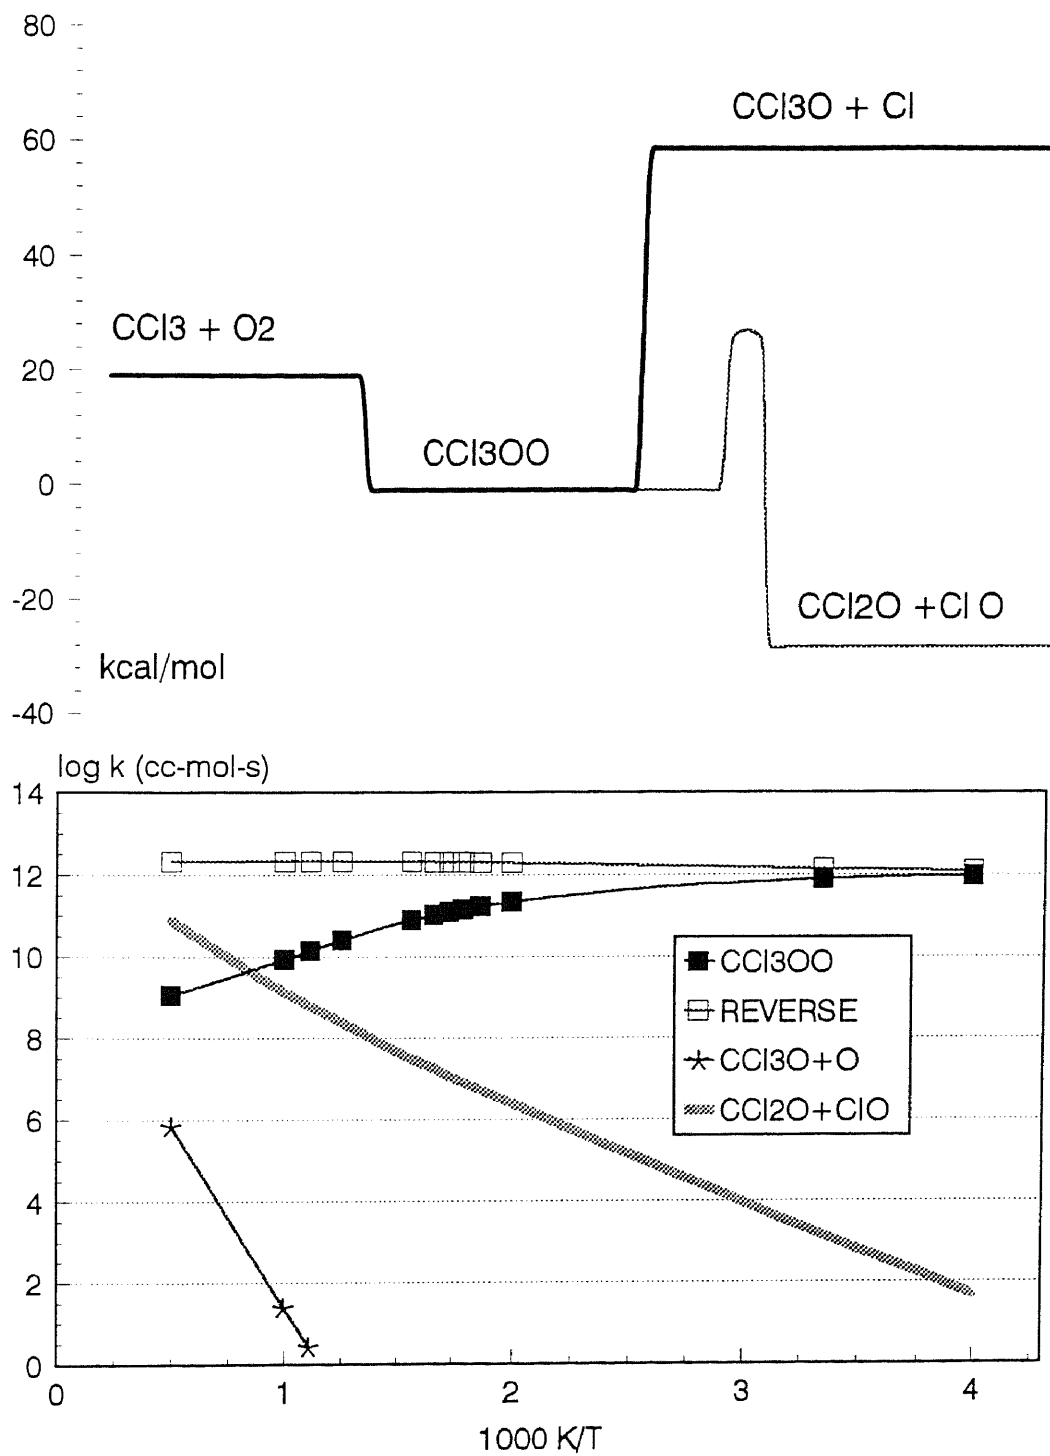 80
CCl3O + Cl
60
40
CCl3 + O2
20
CCl3OO
0
-20
CCl2O +Cl O
kcal/mol
-40
log k (cc-mol-s)
14
12
10
8
6
4
2
0
CCl3OO
REVERSE
CCl3O+O
CCl2O+ClO
0 1 2 3 4
1000 K/T